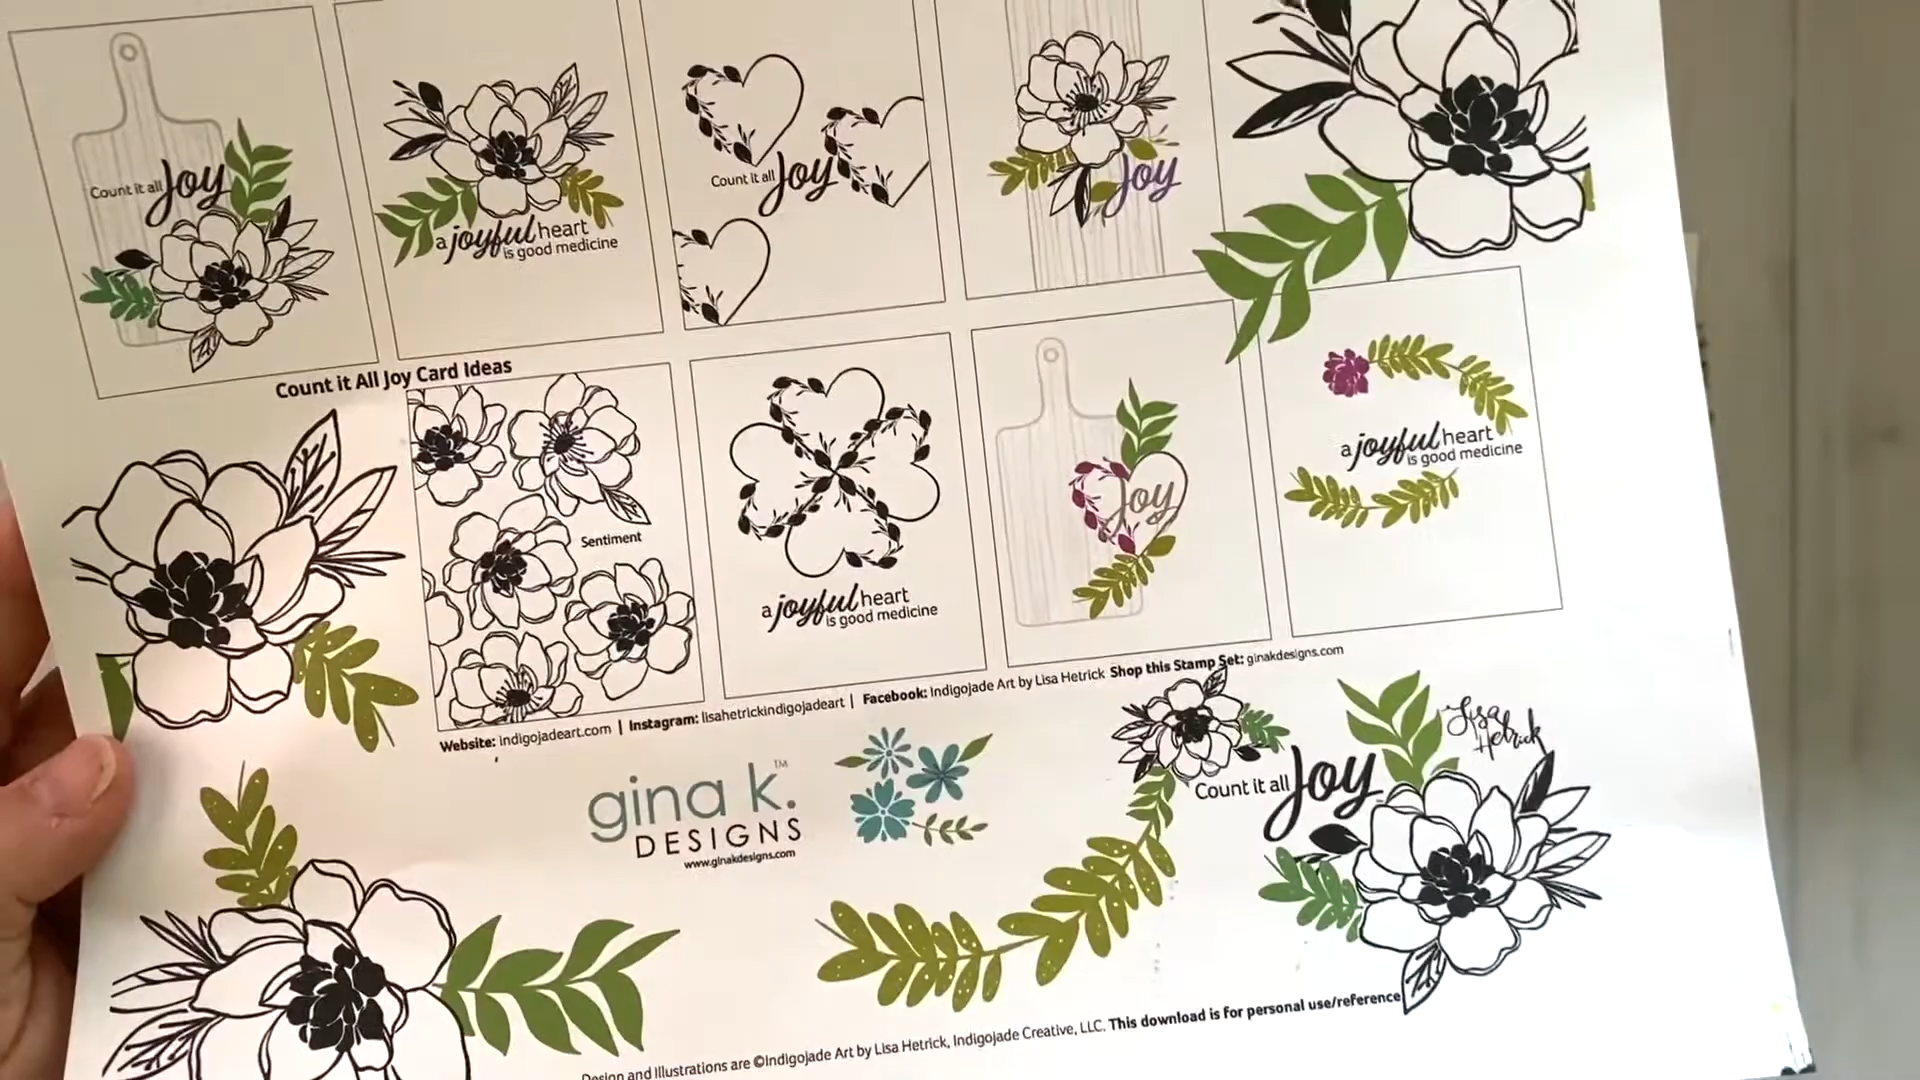 Count it all Joy
a joyful heart
is good medicine
Count it all Joy
Joy
Count it All Joy Card Ideas
Sentiment
a joyful heart
is good medicine
Joy
a joyful heart
is good medicine
Website: indigojadeart.com | Instagram: lisahetrickindigojadeart | Facebook: Indigojade Art by Lisa Hetrick Shop this Stamp Set: ginakdesigns.com
gina k.™
DESIGNS
www.ginakdesigns.com
Lisa
Hetrick
Count it all Joy
Design and Illustrations are ©Indigojade Art by Lisa Hetrick, Indigojade Creative, LLC. This download is for personal use/reference